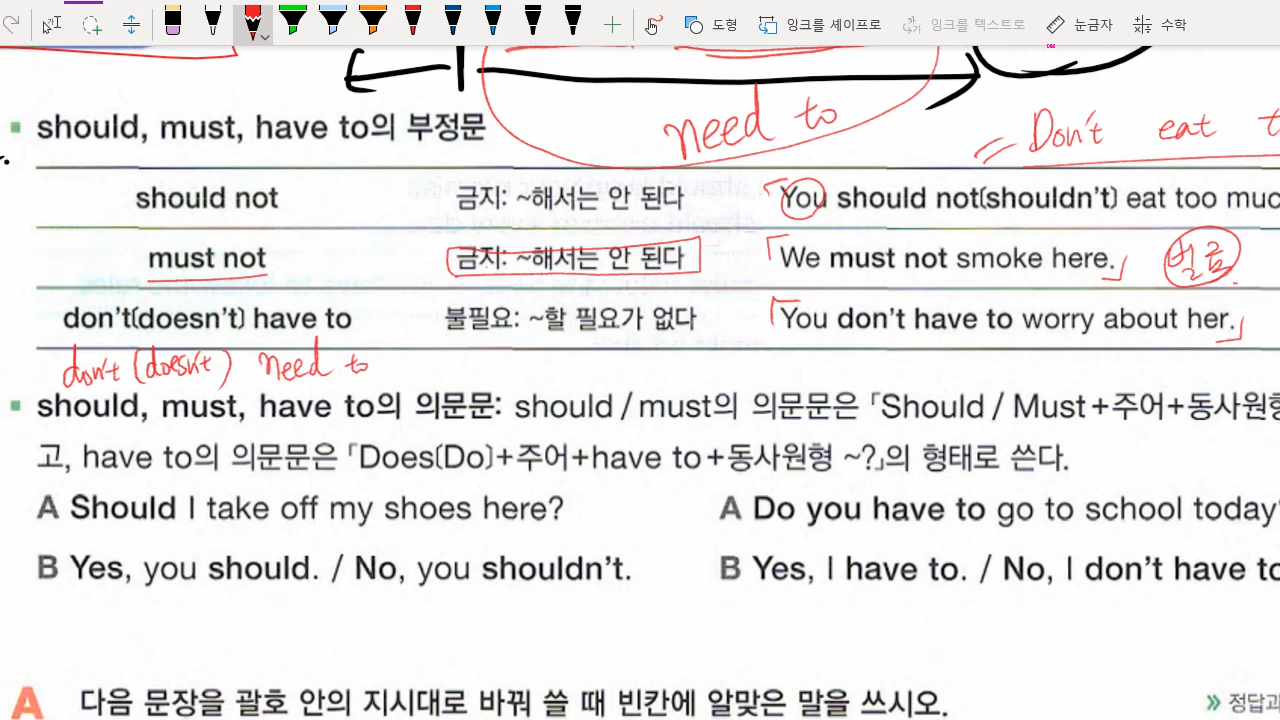 도형 잉크를 셰이프로 잉크를 텍스트로 눈금자 수학
need to
= Don't eat t
should, must, have to의 부정문
should not 금지: ~해서는 안 된다 「You should not(shouldn't) eat too muc
must not 금지: ~해서는 안 된다 「We must not smoke here.」 벌금
don't(doesn't) have to 불필요: ~할 필요가 없다 「You don't have to worry about her.」
don't (doesn't) need to
should, must, have to의 의문문: should / must의 의문문은 「Should / Must+주어+동사원형
고, have to의 의문문은 「Does(Do)+주어+have to+동사원형 ~?」의 형태로 쓴다.
A Should I take off my shoes here? A Do you have to go to school today
B Yes, you should. / No, you shouldn't. B Yes, I have to. / No, I don't have to
A 다음 문장을 괄호 안의 지시대로 바꿔 쓸 때 빈칸에 알맞은 말을 쓰시오. » 정답과